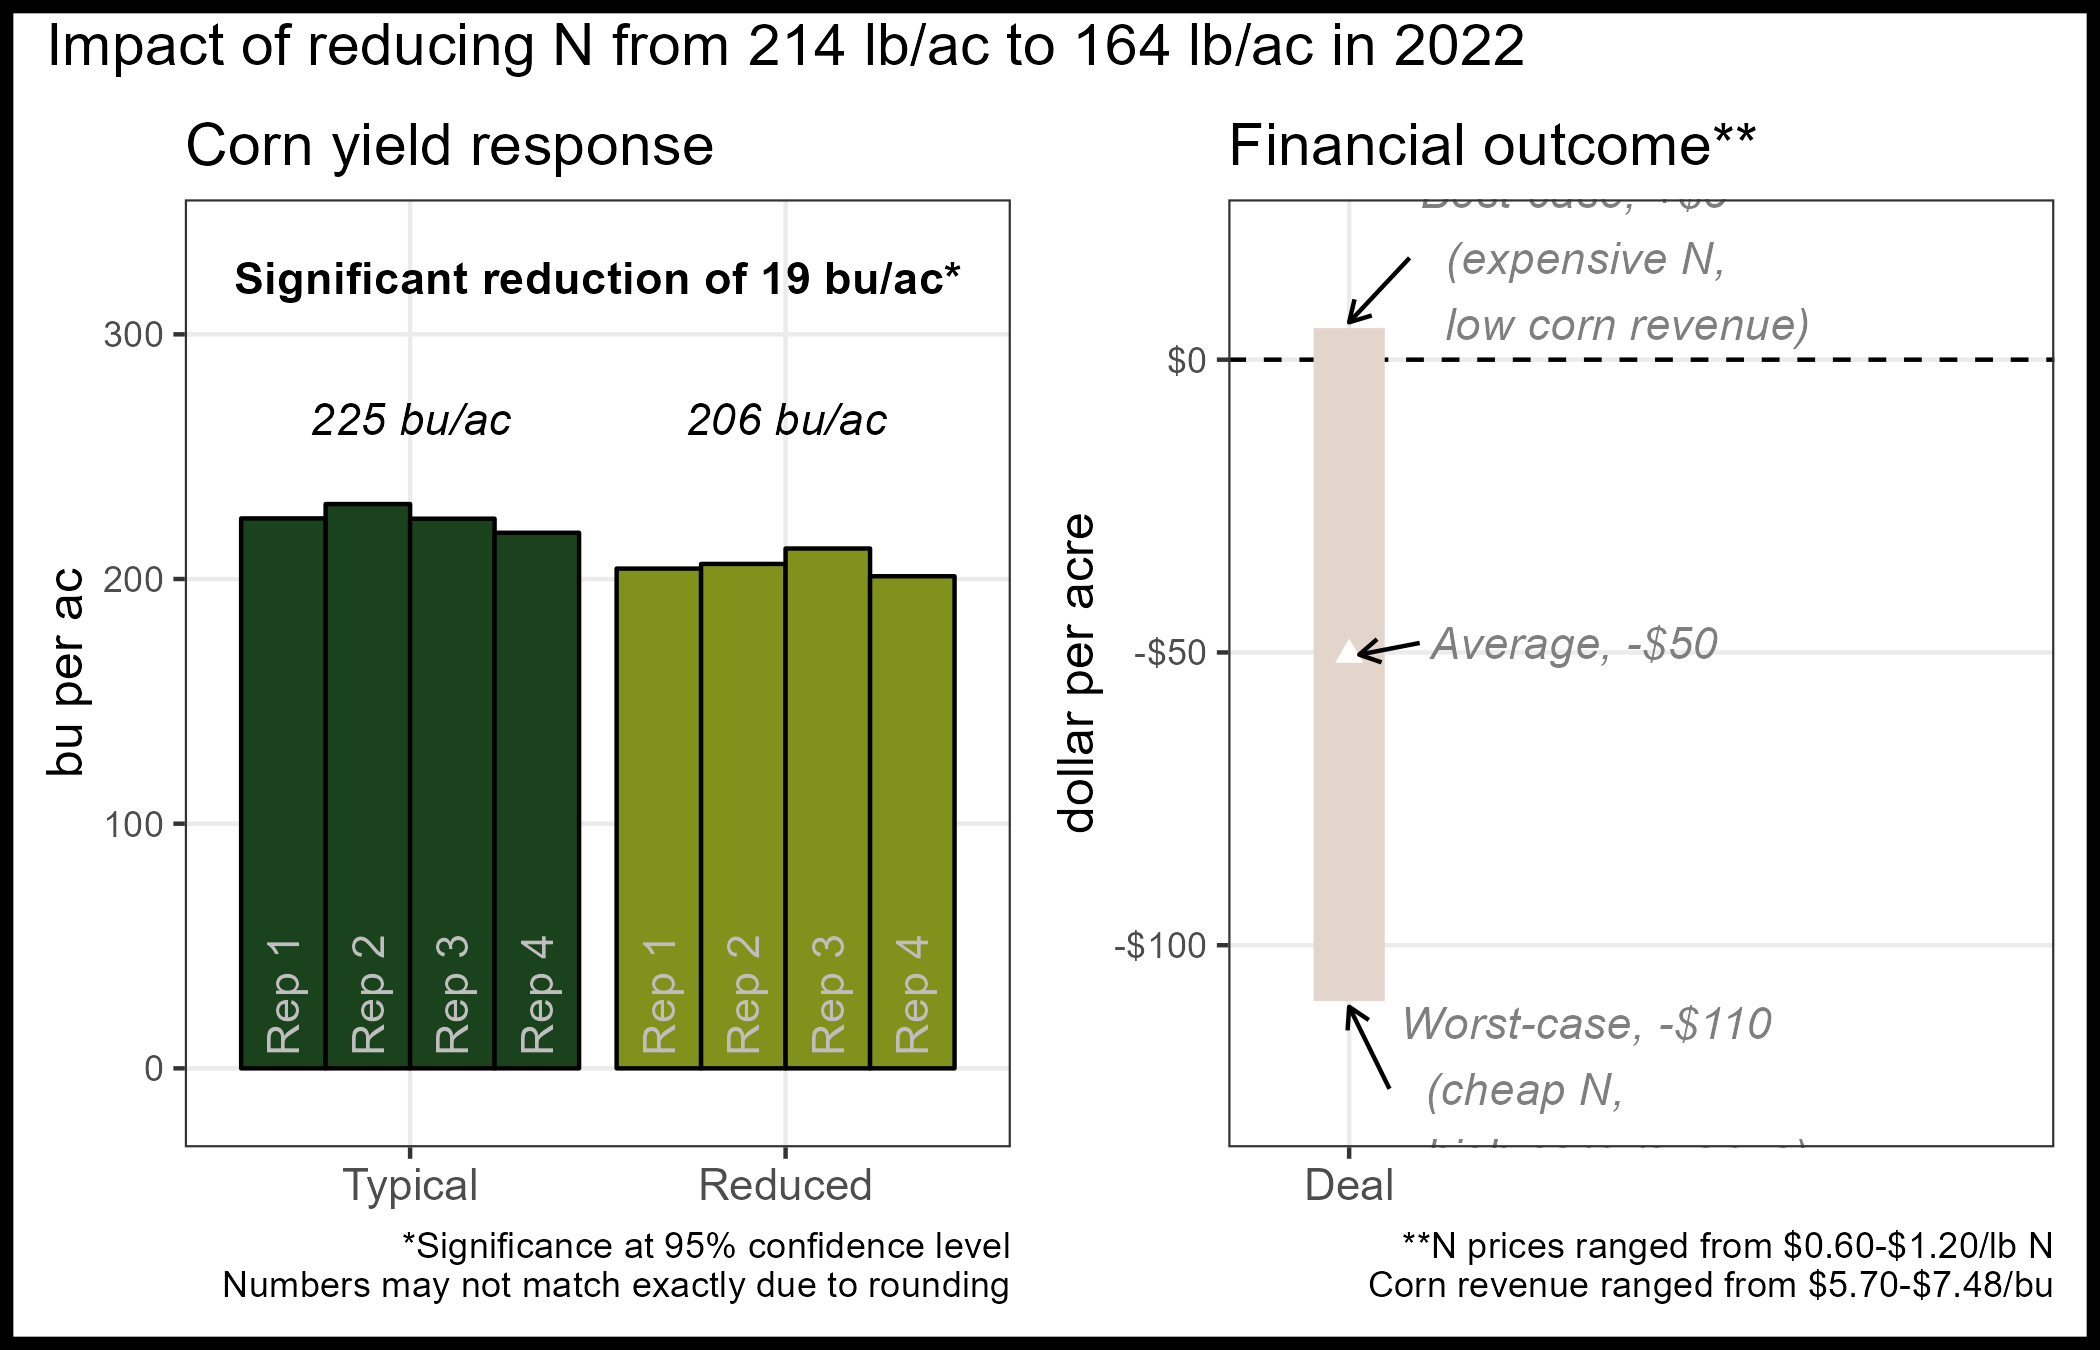 Impact of reducing N from 214 lb/ac to 164 lb/ac in 2022
Corn yield response
Significant reduction of 19 bu/ac*
225 bu/ac
206 bu/ac
bu per ac
300
200
100
0
Rep 1
Rep 2
Rep 3
Rep 4
Rep 1
Rep 2
Rep 3
Rep 4
Typical
Reduced
*Significance at 95% confidence level
Numbers may not match exactly due to rounding
Financial outcome**
(expensive N,
low corn revenue)
dollar per acre
$0
-$50
-$100
Average, -$50
Worst-case, -$110
(cheap N,
Deal
**N prices ranged from $0.60-$1.20/lb N
Corn revenue ranged from $5.70-$7.48/bu